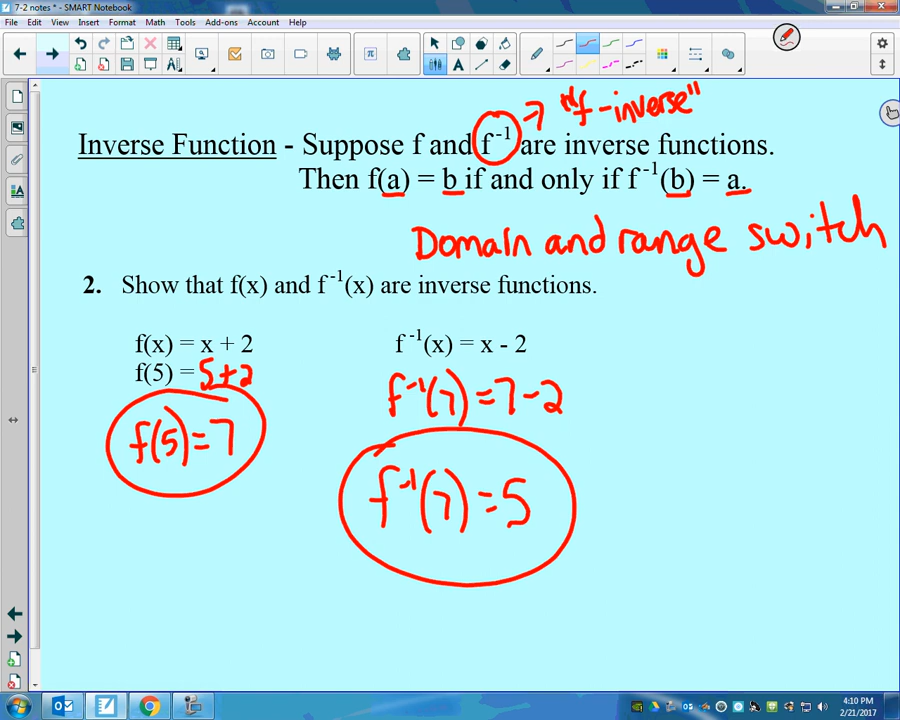 7-2 notes * - SMART Notebook
File Edit View Insert Format Math Tools Add-ons Account Help
→ "f-inverse"
Inverse Function - Suppose f and f⁻¹ are inverse functions.
Then f(a) = b if and only if f⁻¹(b) = a.
Domain and range switch
2. Show that f(x) and f⁻¹(x) are inverse functions.
f(x) = x + 2 f⁻¹(x) = x - 2
f(5) = 5+2
f⁻¹(7) = 7-2
f(5) = 7
f⁻¹(7) = 5
4:10 PM
2/21/2017